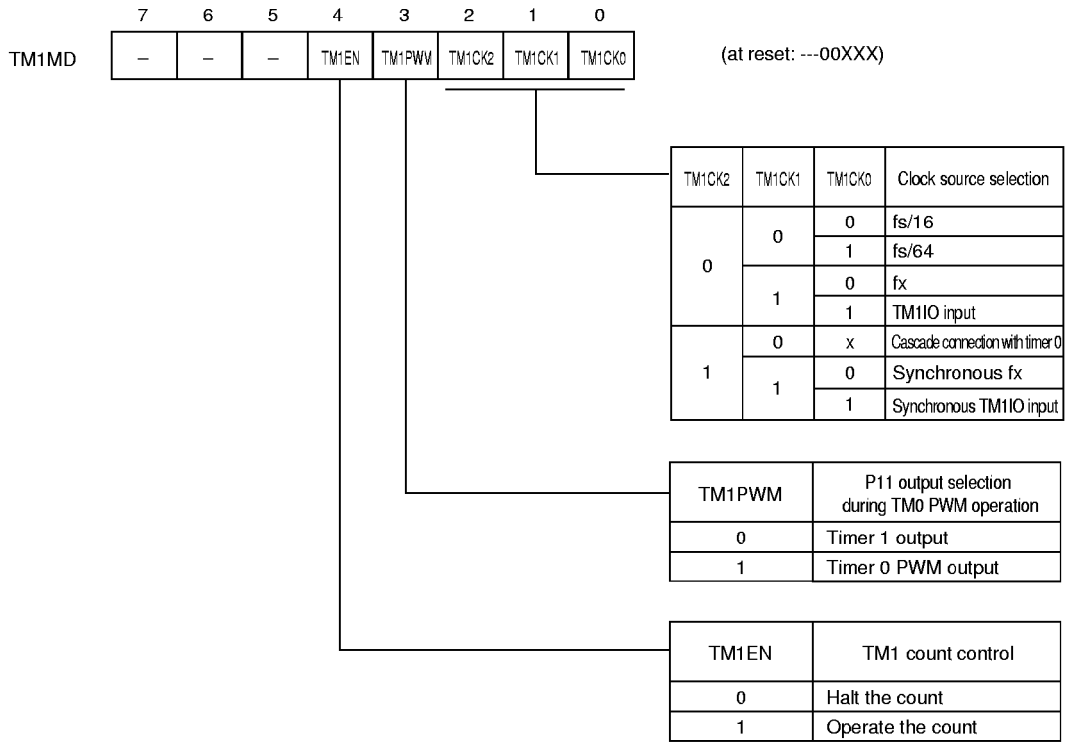 7 6 5 4 3 2 1 0
TM1MD – – – TM1EN TM1PWM TM1CK2 TM1CK1 TM1CK0 (at reset: ---00XXX)
TM1CK2 TM1CK1 TM1CK0 Clock source selection
0 0 0 fs/16
1 fs/64
1 0 fx
1 TM1IO input
1 0 x Cascade connection with timer 0
1 0 Synchronous fx
1 Synchronous TM1IO input
TM1PWM P11 output selection
during TM0 PWM operation
0 Timer 1 output
1 Timer 0 PWM output
TM1EN TM1 count control
0 Halt the count
1 Operate the count